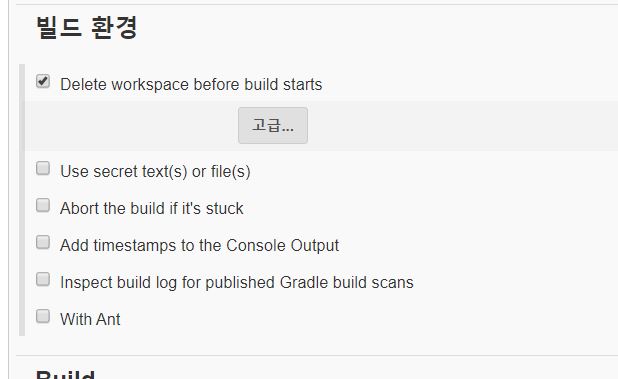 빌드 환경
Delete workspace before build starts
고급...
Use secret text(s) or file(s)
Abort the build if it's stuck
Add timestamps to the Console Output
Inspect build log for published Gradle build scans
With Ant
Build